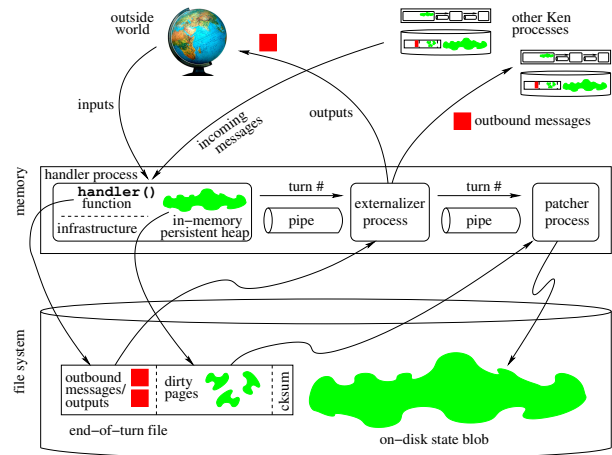 outside
world
other Ken
processes
inputs
incoming
messages
outputs
outbound messages
memory
handler process
handler()
function
infrastructure
in−memory
persistent heap
turn #
pipe
externalizer
process
turn #
pipe
patcher
process
file system
outbound
messages/
outputs
dirty
pages
cksum
end−of−turn file
on−disk state blob